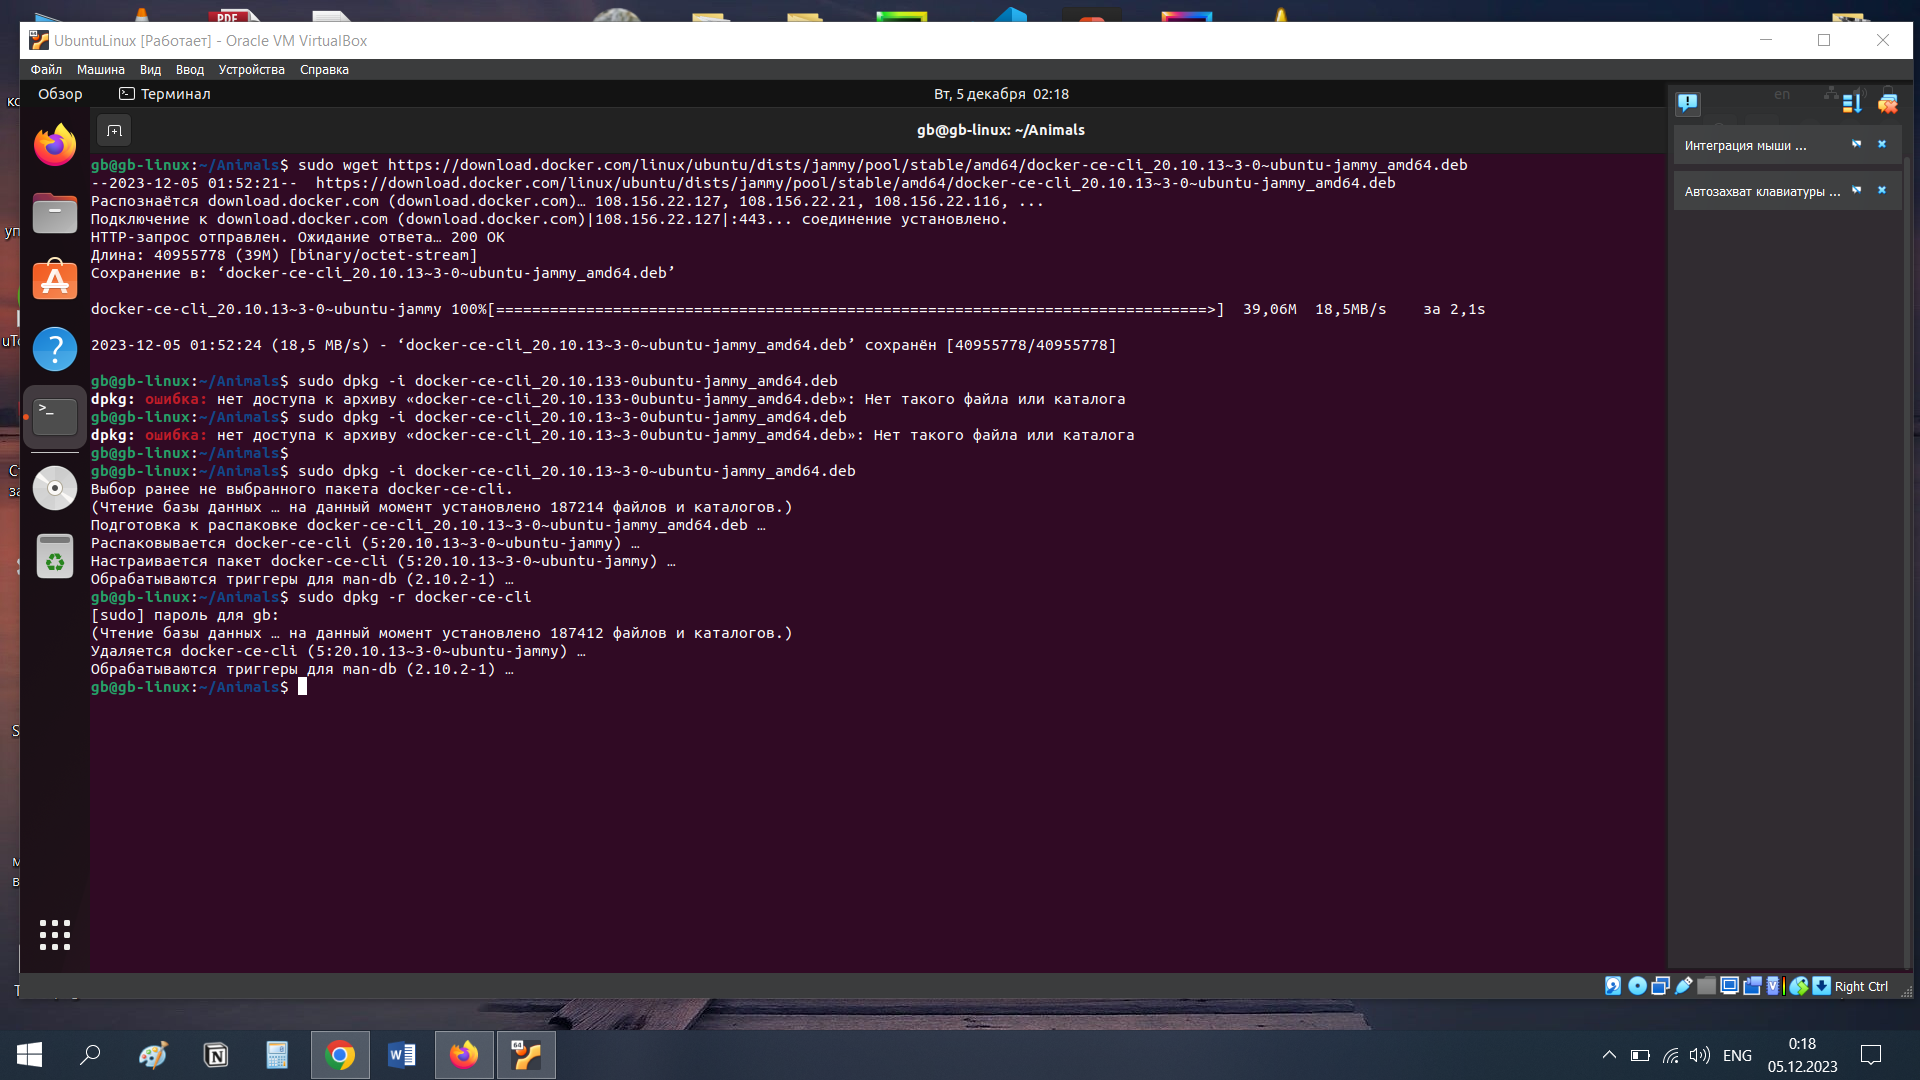 PDF
UbuntuLinux [Работает] - Oracle VM VirtualBox
Файл Машина Вид Ввод Устройства Справка
Обзор Терминал Вт, 5 декабря 02:18 en
gb@gb-linux: ~/Animals
Интеграция мыши ...
Автозахват клавиатуры ...
gb@gb-linux:~/Animals$ sudo wget https://download.docker.com/linux/ubuntu/dists/jammy/pool/stable/amd64/docker-ce-cli_20.10.13~3-0~ubuntu-jammy_amd64.deb
--2023-12-05 01:52:21--  https://download.docker.com/linux/ubuntu/dists/jammy/pool/stable/amd64/docker-ce-cli_20.10.13~3-0~ubuntu-jammy_amd64.deb
Распознаётся download.docker.com (download.docker.com)… 108.156.22.127, 108.156.22.21, 108.156.22.116, ...
Подключение к download.docker.com (download.docker.com)|108.156.22.127|:443... соединение установлено.
HTTP-запрос отправлен. Ожидание ответа… 200 OK
Длина: 40955778 (39M) [binary/octet-stream]
Сохранение в: ‘docker-ce-cli_20.10.13~3-0~ubuntu-jammy_amd64.deb’
docker-ce-cli_20.10.13~3-0~ubuntu-jammy 100%[===============================================================================>]  39,06M  18,5MB/s    за 2,1s
2023-12-05 01:52:24 (18,5 MB/s) - ‘docker-ce-cli_20.10.13~3-0~ubuntu-jammy_amd64.deb’ сохранён [40955778/40955778]
gb@gb-linux:~/Animals$ sudo dpkg -i docker-ce-cli_20.10.133-0ubuntu-jammy_amd64.deb
dpkg: ошибка: нет доступа к архиву «docker-ce-cli_20.10.133-0ubuntu-jammy_amd64.deb»: Нет такого файла или каталога
gb@gb-linux:~/Animals$ sudo dpkg -i docker-ce-cli_20.10.13~3-0ubuntu-jammy_amd64.deb
dpkg: ошибка: нет доступа к архиву «docker-ce-cli_20.10.13~3-0ubuntu-jammy_amd64.deb»: Нет такого файла или каталога
gb@gb-linux:~/Animals$
gb@gb-linux:~/Animals$ sudo dpkg -i docker-ce-cli_20.10.13~3-0~ubuntu-jammy_amd64.deb
Выбор ранее не выбранного пакета docker-ce-cli.
(Чтение базы данных … на данный момент установлено 187214 файлов и каталогов.)
Подготовка к распаковке docker-ce-cli_20.10.13~3-0~ubuntu-jammy_amd64.deb …
Распаковывается docker-ce-cli (5:20.10.13~3-0~ubuntu-jammy) …
Настраивается пакет docker-ce-cli (5:20.10.13~3-0~ubuntu-jammy) …
Обрабатываются триггеры для man-db (2.10.2-1) …
gb@gb-linux:~/Animals$ sudo dpkg -r docker-ce-cli
[sudo] пароль для gb:
(Чтение базы данных … на данный момент установлено 187412 файлов и каталогов.)
Удаляется docker-ce-cli (5:20.10.13~3-0~ubuntu-jammy) …
Обрабатываются триггеры для man-db (2.10.2-1) …
gb@gb-linux:~/Animals$
Right Ctrl
ENG
0:18
05.12.2023